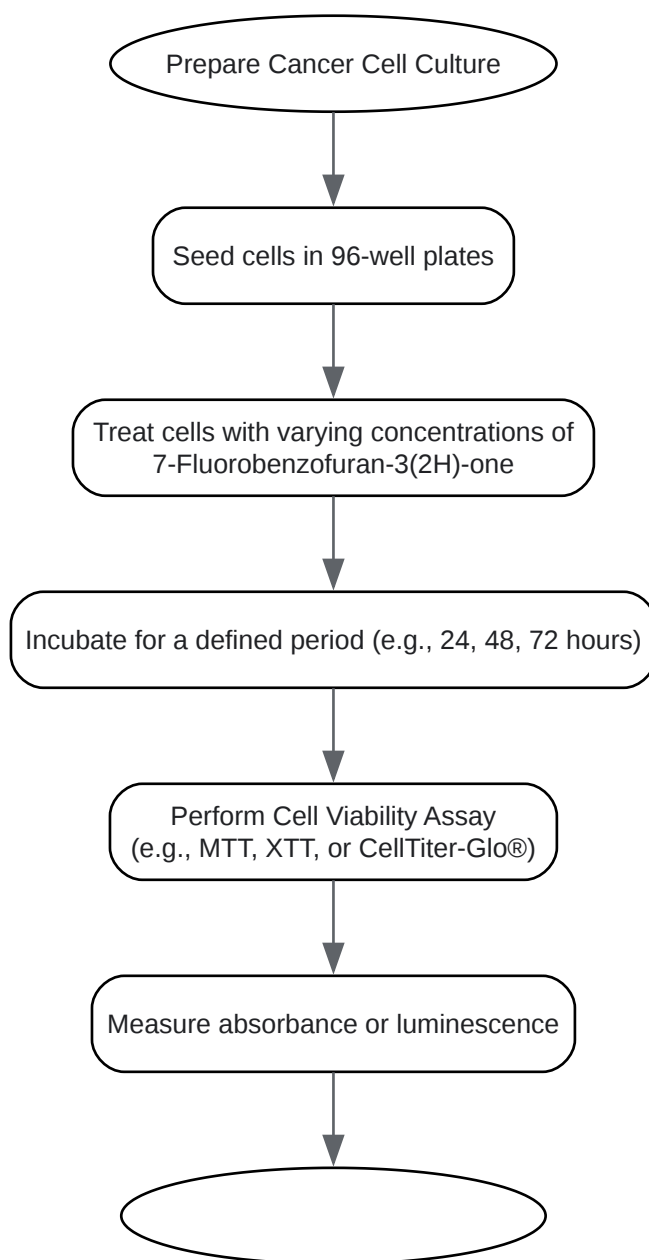 Prepare Cancer Cell Culture
Seed cells in 96-well plates
Treat cells with varying concentrations of
7-Fluorobenzofuran-3(2H)-one
Incubate for a defined period (e.g., 24, 48, 72 hours)
Perform Cell Viability Assay
(e.g., MTT, XTT, or CellTiter-Glo®)
Measure absorbance or luminescence